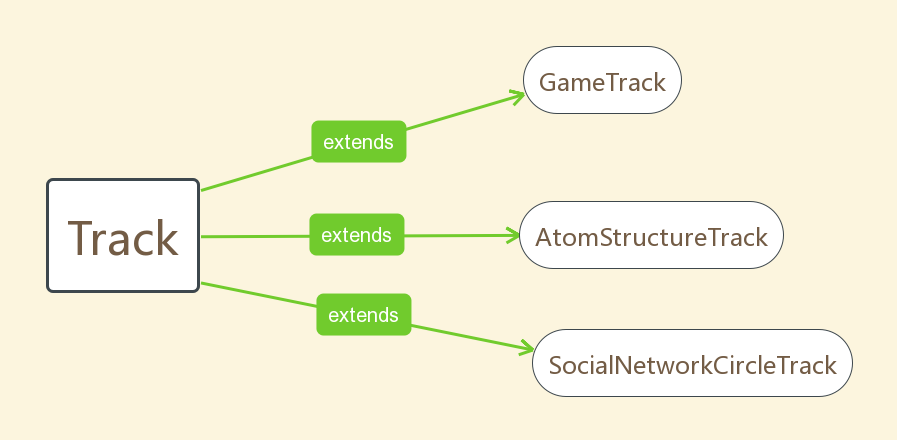 extends
GameTrack
Track
extends
AtomStructureTrack
extends
SocialNetworkCircleTrack